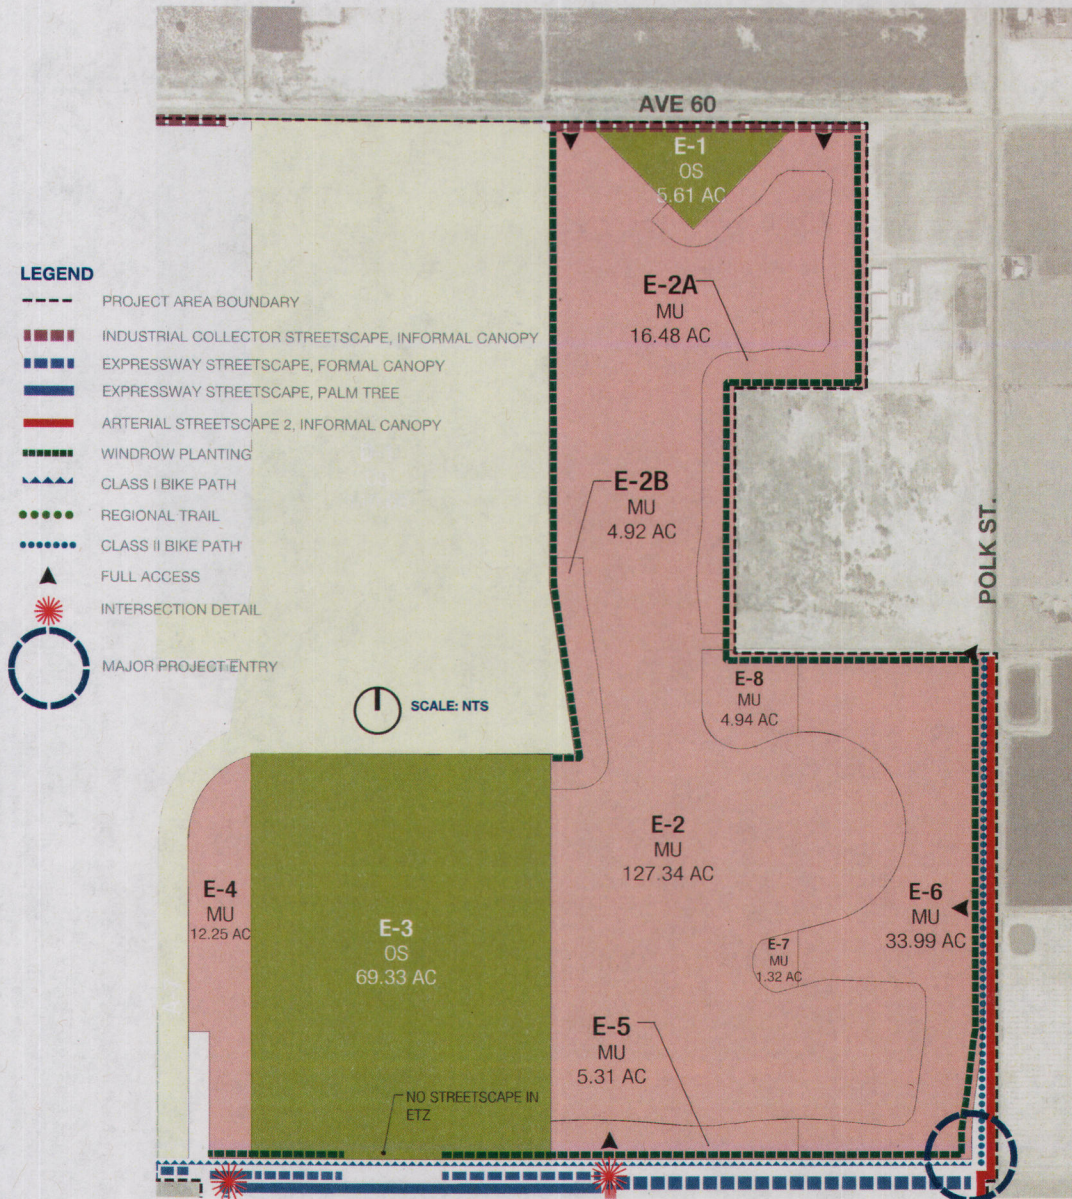 AVE 60
E-1
OS
5.61 AC
LEGEND
PROJECT AREA BOUNDARY
INDUSTRIAL COLLECTOR STREETSCAPE, INFORMAL CANOPY
EXPRESSWAY STREETSCAPE, FORMAL CANOPY
EXPRESSWAY STREETSCAPE, PALM TREE
ARTERIAL STREETSCAPE 2, INFORMAL CANOPY
WINDROW PLANTING
CLASS I BIKE PATH
REGIONAL TRAIL
CLASS II BIKE PATH
FULL ACCESS
INTERSECTION DETAIL
MAJOR PROJECT ENTRY
E-2A
MU
16.48 AC
E-2B
MU
4.92 AC
POLK ST.
SCALE: NTS
E-8
MU
4.94 AC
E-2
MU
127.34 AC
E-4
MU
12.25 AC
E-3
OS
69.33 AC
E-6
MU
33.99 AC
E-7
MU
1.32 AC
E-5
MU
5.31 AC
NO STREETSCAPE IN
ETZ